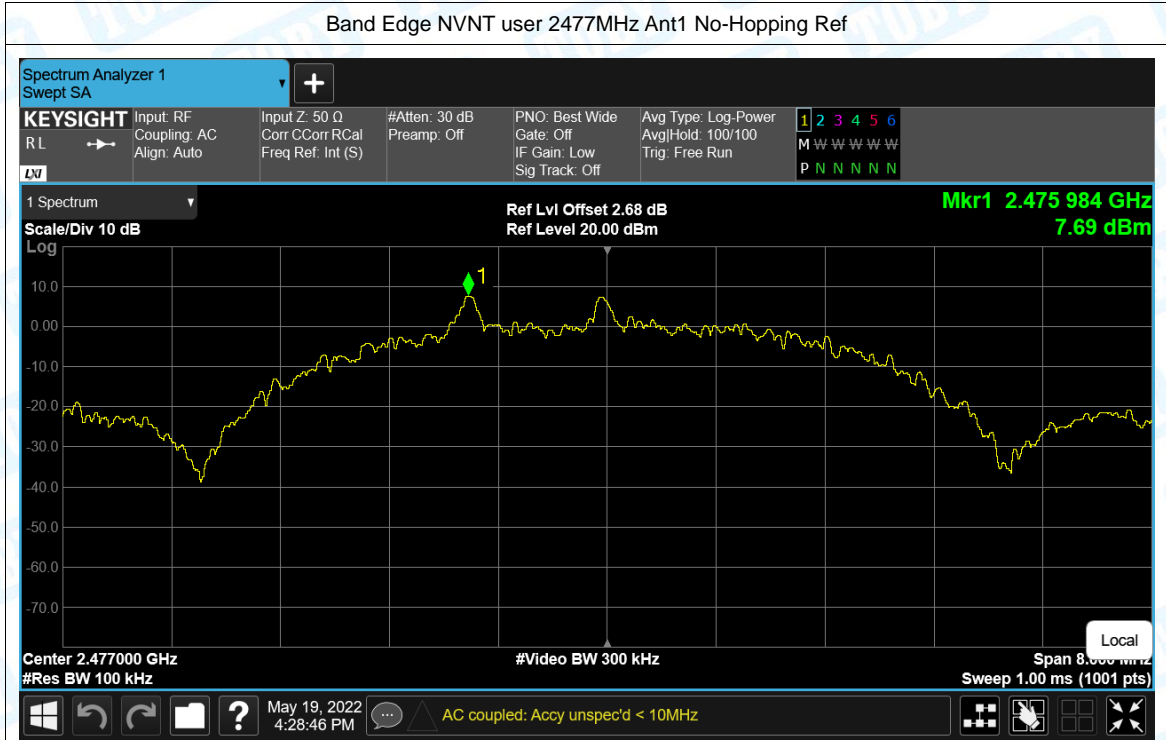 Band Edge NVNT user 2477MHz Ant1 No-Hopping Ref
Spectrum Analyzer 1
Swept SA
KEYSIGHT
R L
LXI
Input: RF
Coupling: AC
Align: Auto
Input Z: 50 Ω
Corr CCorr RCal
Freq Ref: Int (S)
#Atten: 30 dB
Preamp: Off
PNO: Best Wide
Gate: Off
IF Gain: Low
Sig Track: Off
Avg Type: Log-Power
Avg|Hold: 100/100
Trig: Free Run
1 2 3 4 5 6
M W W W W W
P N N N N N
1 Spectrum
Scale/Div 10 dB
Ref Lvl Offset 2.68 dB
Ref Level 20.00 dBm
Mkr1 2.475 984 GHz
7.69 dBm
Log
1
10.0
0.00
-10.0
-20.0
-30.0
-40.0
-50.0
-60.0
-70.0
Local
Center 2.477000 GHz
#Video BW 300 kHz
Span 8.000 MHz
#Res BW 100 kHz
Sweep 1.00 ms (1001 pts)
?
May 19, 2022
4:28:46 PM
AC coupled: Accy unspec'd < 10MHz
TOBY